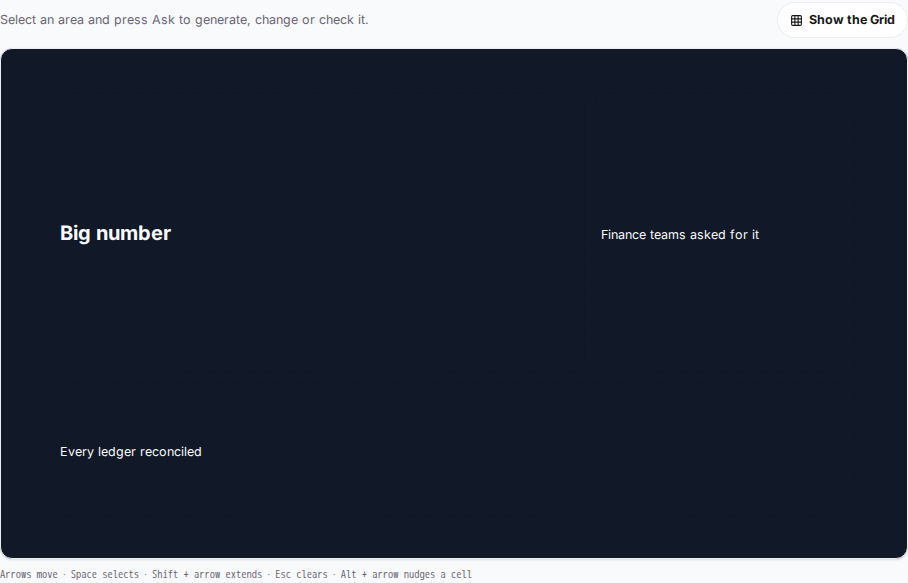 Select an area and press Ask to generate, change or check it.
Show the Grid
Big number
Finance teams asked for it
Every ledger reconciled
Arrows move · Space selects · Shift + arrow extends · Esc clears · Alt + arrow nudges a cell